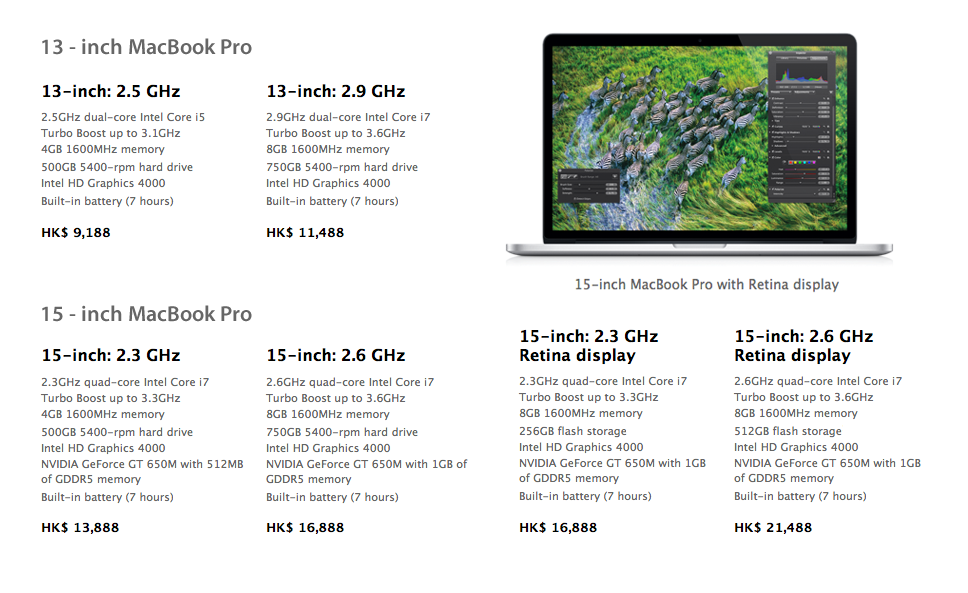 13 - inch MacBook Pro
13-inch: 2.5 GHz
2.5GHz dual-core Intel Core i5
Turbo Boost up to 3.1GHz
4GB 1600MHz memory
500GB 5400-rpm hard drive
Intel HD Graphics 4000
Built-in battery (7 hours)
HK$ 9,188
13-inch: 2.9 GHz
2.9GHz dual-core Intel Core i7
Turbo Boost up to 3.6GHz
8GB 1600MHz memory
750GB 5400-rpm hard drive
Intel HD Graphics 4000
Built-in battery (7 hours)
HK$ 11,488
15-inch MacBook Pro with Retina display
15 - inch MacBook Pro
15-inch: 2.3 GHz
2.3GHz quad-core Intel Core i7
Turbo Boost up to 3.3GHz
4GB 1600MHz memory
500GB 5400-rpm hard drive
Intel HD Graphics 4000
NVIDIA GeForce GT 650M with 512MB
of GDDR5 memory
Built-in battery (7 hours)
HK$ 13,888
15-inch: 2.6 GHz
2.6GHz quad-core Intel Core i7
Turbo Boost up to 3.6GHz
8GB 1600MHz memory
750GB 5400-rpm hard drive
Intel HD Graphics 4000
NVIDIA GeForce GT 650M with 1GB of
GDDR5 memory
Built-in battery (7 hours)
HK$ 16,888
15-inch: 2.3 GHz
Retina display
2.3GHz quad-core Intel Core i7
Turbo Boost up to 3.3GHz
8GB 1600MHz memory
256GB flash storage
Intel HD Graphics 4000
NVIDIA GeForce GT 650M with 1GB
of GDDR5 memory
Built-in battery (7 hours)
HK$ 16,888
15-inch: 2.6 GHz
Retina display
2.6GHz quad-core Intel Core i7
Turbo Boost up to 3.6GHz
8GB 1600MHz memory
512GB flash storage
Intel HD Graphics 4000
NVIDIA GeForce GT 650M with 1GB
of GDDR5 memory
Built-in battery (7 hours)
HK$ 21,488